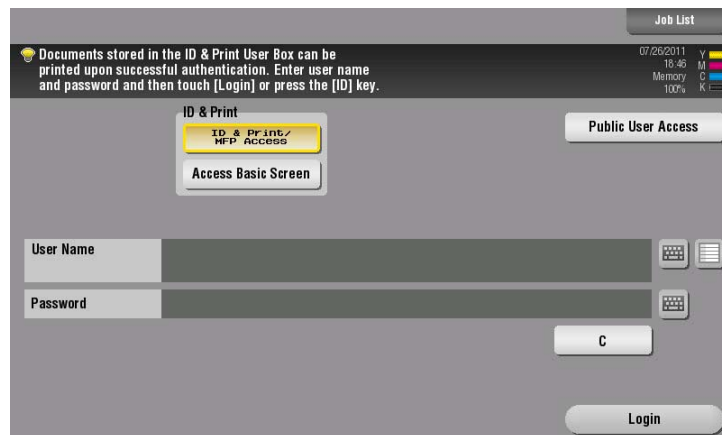 Job List
Documents stored in the ID & Print User Box can be
printed upon successful authentication. Enter user name
and password and then touch [Login] or press the [ID] key.
07/26/2011
16:46
Memory
100%
Y
M
C
K
ID & Print
ID & Print/
MFP Access
Public User Access
Access Basic Screen
User Name
Password
C
Login